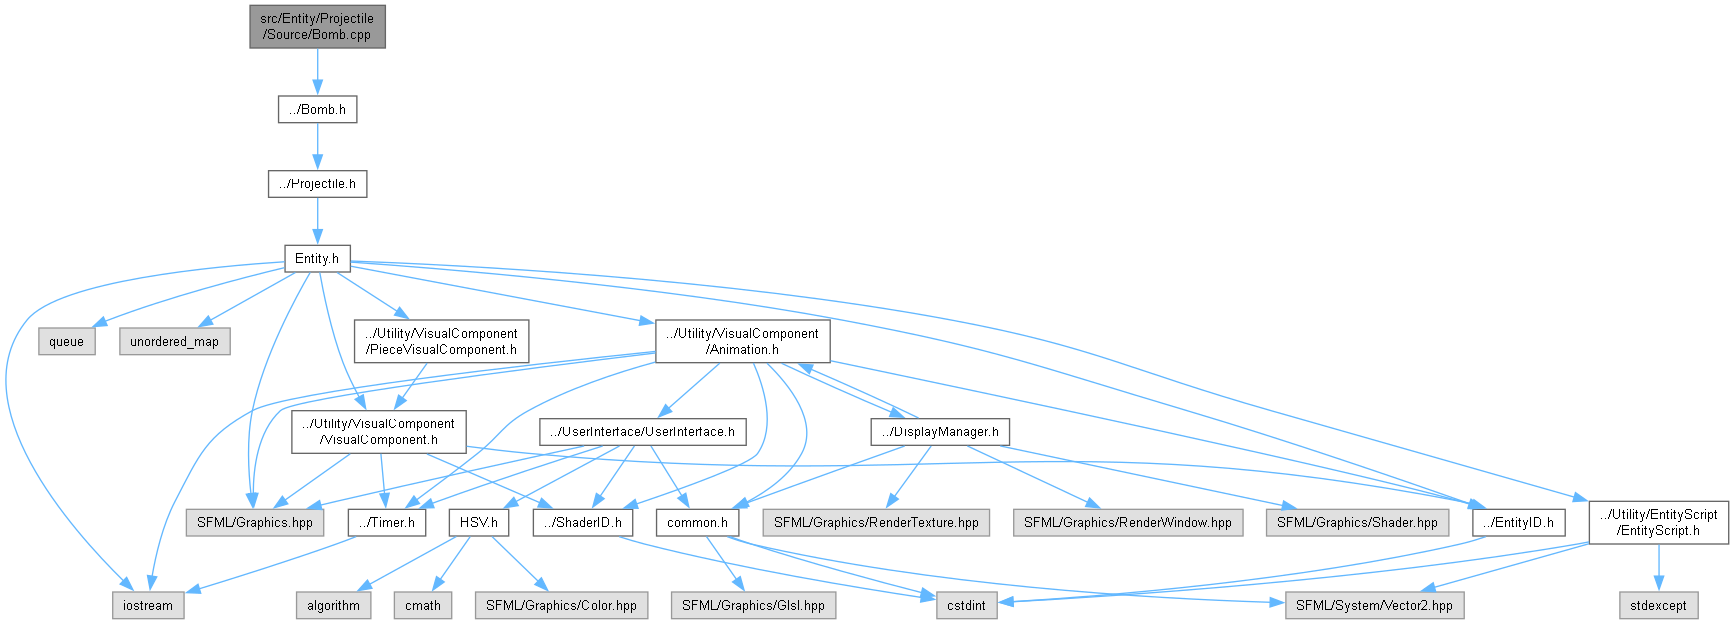 src/Entity/Projectile
/Source/Bomb.cpp
../Bomb.h
../Projectile.h
Entity.h
queue
unordered_map
../Utility/VisualComponent
/PieceVisualComponent.h
../Utility/VisualComponent
/Animation.h
../Utility/VisualComponent
/VisualComponent.h
../UserInterface/UserInterface.h
../DisplayManager.h
SFML/Graphics.hpp
../Timer.h
HSV.h
../ShaderID.h
common.h
SFML/Graphics/RenderTexture.hpp
SFML/Graphics/RenderWindow.hpp
SFML/Graphics/Shader.hpp
../EntityID.h
../Utility/EntityScript
/EntityScript.h
iostream
algorithm
cmath
SFML/Graphics/Color.hpp
SFML/Graphics/Glsl.hpp
cstdint
SFML/System/Vector2.hpp
stdexcept